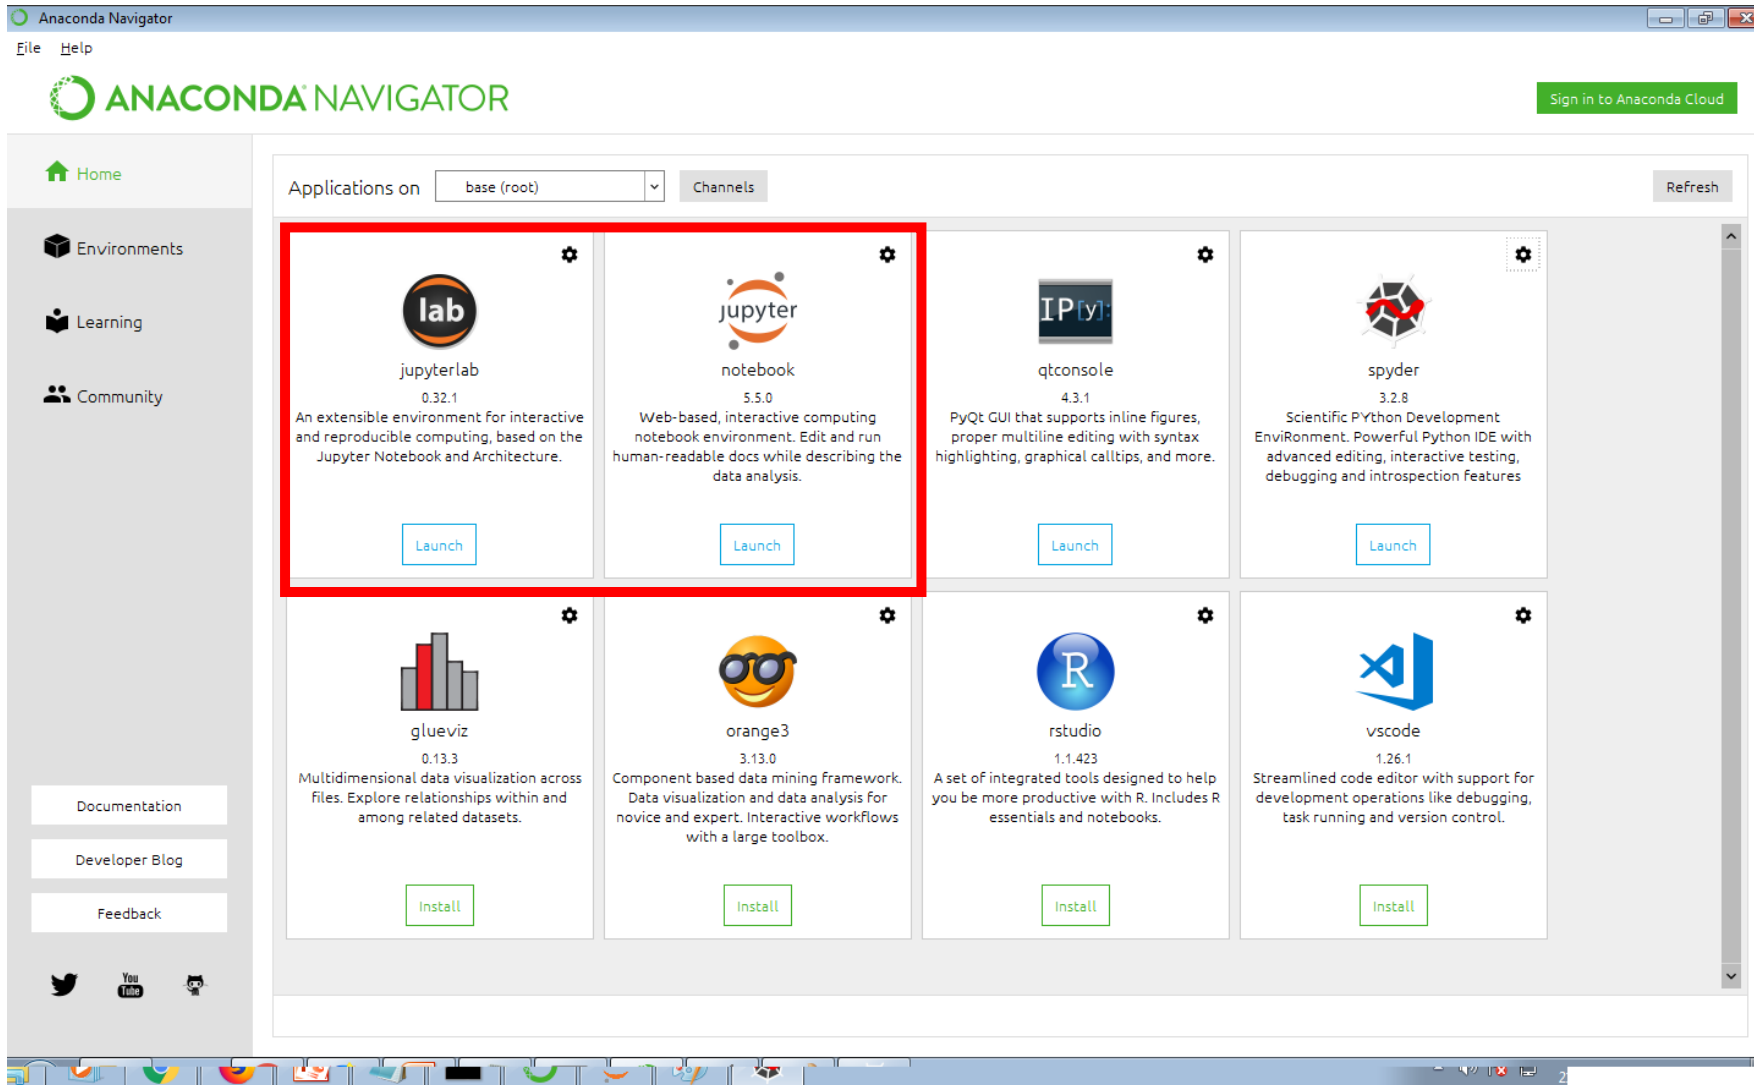 Anaconda Navigator
File Help
ANACONDA NAVIGATOR
Sign in to Anaconda Cloud
Home
Environments
Learning
Community
Documentation
Developer Blog
Feedback
You
Tube
Applications on base (root) Channels Refresh
lab
jupyterlab
0.32.1
An extensible environment for interactive
and reproducible computing, based on the
Jupyter Notebook and Architecture.
Launch
jupyter
notebook
5.5.0
Web-based, interactive computing
notebook environment. Edit and run
human-readable docs while describing the
data analysis.
Launch
IP[y]:
qtconsole
4.3.1
PyQt GUI that supports inline figures,
proper multiline editing with syntax
highlighting, graphical calltips, and more.
Launch
spyder
3.2.8
Scientific PYthon Development
EnviRonment. Powerful Python IDE with
advanced editing, interactive testing,
debugging and introspection features
Launch
glueviz
0.13.3
Multidimensional data visualization across
files. Explore relationships within and
among related datasets.
Install
orange3
3.13.0
Component based data mining framework.
Data visualization and data analysis for
novice and expert. Interactive workflows
with a large toolbox.
Install
R
rstudio
1.1.423
A set of integrated tools designed to help
you be more productive with R. Includes R
essentials and notebooks.
Install
vscode
1.26.1
Streamlined code editor with support for
development operations like debugging,
task running and version control.
Install